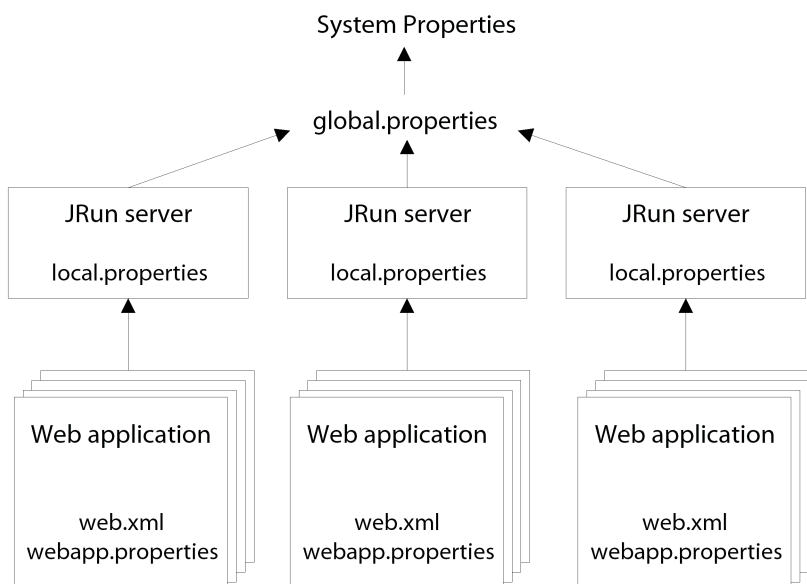 System Properties
global.properties
JRun server
local.properties
JRun server
local.properties
JRun server
local.properties
Web application
web.xml
webapp.properties
Web application
web.xml
webapp.properties
Web application
web.xml
webapp.properties